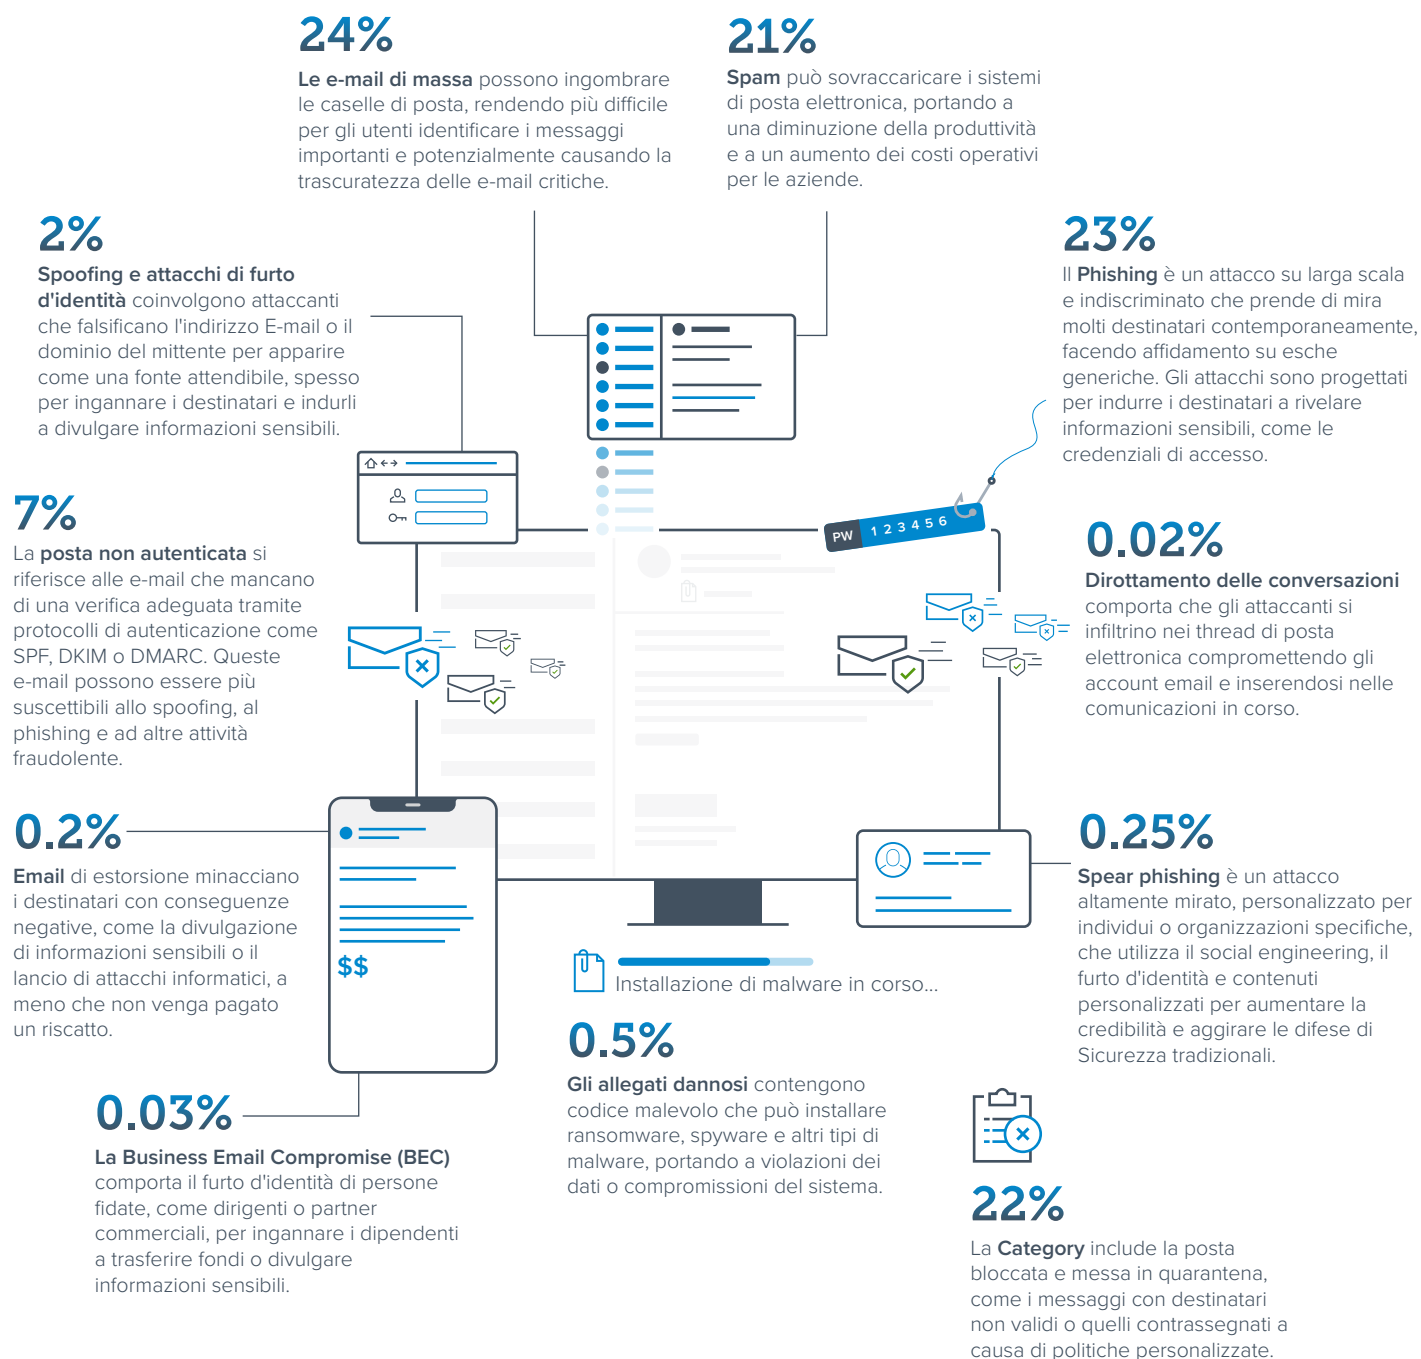 24%
Le e-mail di massa possono ingombrare
le caselle di posta, rendendo più difficile
per gli utenti identificare i messaggi
importanti e potenzialmente causando la
trascuratezza delle e-mail critiche.
21%
Spam può sovraccaricare i sistemi
di posta elettronica, portando a
una diminuzione della produttività
e a un aumento dei costi operativi
per le aziende.
2%
Spoofing e attacchi di furto
d'identità coinvolgono attaccanti
che falsificano l'indirizzo E-mail o il
dominio del mittente per apparire
come una fonte attendibile, spesso
per ingannare i destinatari e indurli
a divulgare informazioni sensibili.
23%
Il Phishing è un attacco su larga scala
e indiscriminato che prende di mira
molti destinatari contemporaneamente,
facendo affidamento su esche
generiche. Gli attacchi sono progettati
per indurre i destinatari a rivelare
informazioni sensibili, come le
credenziali di accesso.
PW 1 2 3 4 5 6
7%
La posta non autenticata si
riferisce alle e-mail che mancano
di una verifica adeguata tramite
protocolli di autenticazione come
SPF, DKIM o DMARC. Queste
e-mail possono essere più
suscettibili allo spoofing, al
phishing e ad altre attività
fraudolente.
0.02%
Dirottamento delle conversazioni
comporta che gli attaccanti si
infiltrino nei thread di posta
elettronica compromettendo gli
account email e inserendosi nelle
comunicazioni in corso.
0.2%
Email di estorsione minacciano
i destinatari con conseguenze
negative, come la divulgazione
di informazioni sensibili o il
lancio di attacchi informatici, a
meno che non venga pagato
un riscatto.
$$
0.25%
Spear phishing è un attacco
altamente mirato, personalizzato per
individui o organizzazioni specifiche,
che utilizza il social engineering, il
furto d'identità e contenuti
personalizzati per aumentare la
credibilità e aggirare le difese di
Sicurezza tradizionali.
Installazione di malware in corso...
0.5%
Gli allegati dannosi contengono
codice malevolo che può installare
ransomware, spyware e altri tipi di
malware, portando a violazioni dei
dati o compromissioni del sistema.
0.03%
La Business Email Compromise (BEC)
comporta il furto d'identità di persone
fidate, come dirigenti o partner
commerciali, per ingannare i dipendenti
a trasferire fondi o divulgare
informazioni sensibili.
22%
La Category include la posta
bloccata e messa in quarantena,
come i messaggi con destinatari
non validi o quelli contrassegnati a
causa di politiche personalizzate.